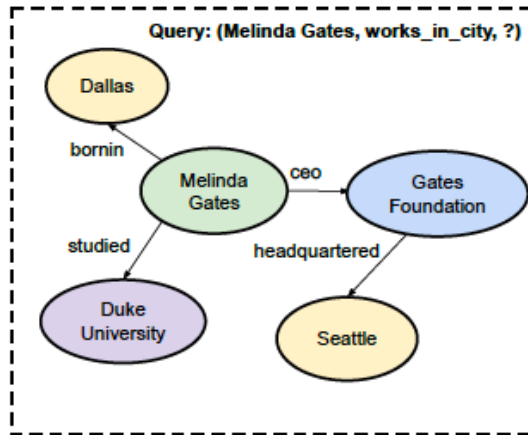 Query: (Melinda Gates, works_in_city, ?)
Dallas
bornin
Melinda
Gates
ceo
Gates
Foundation
studied
headquartered
Duke
University
Seattle